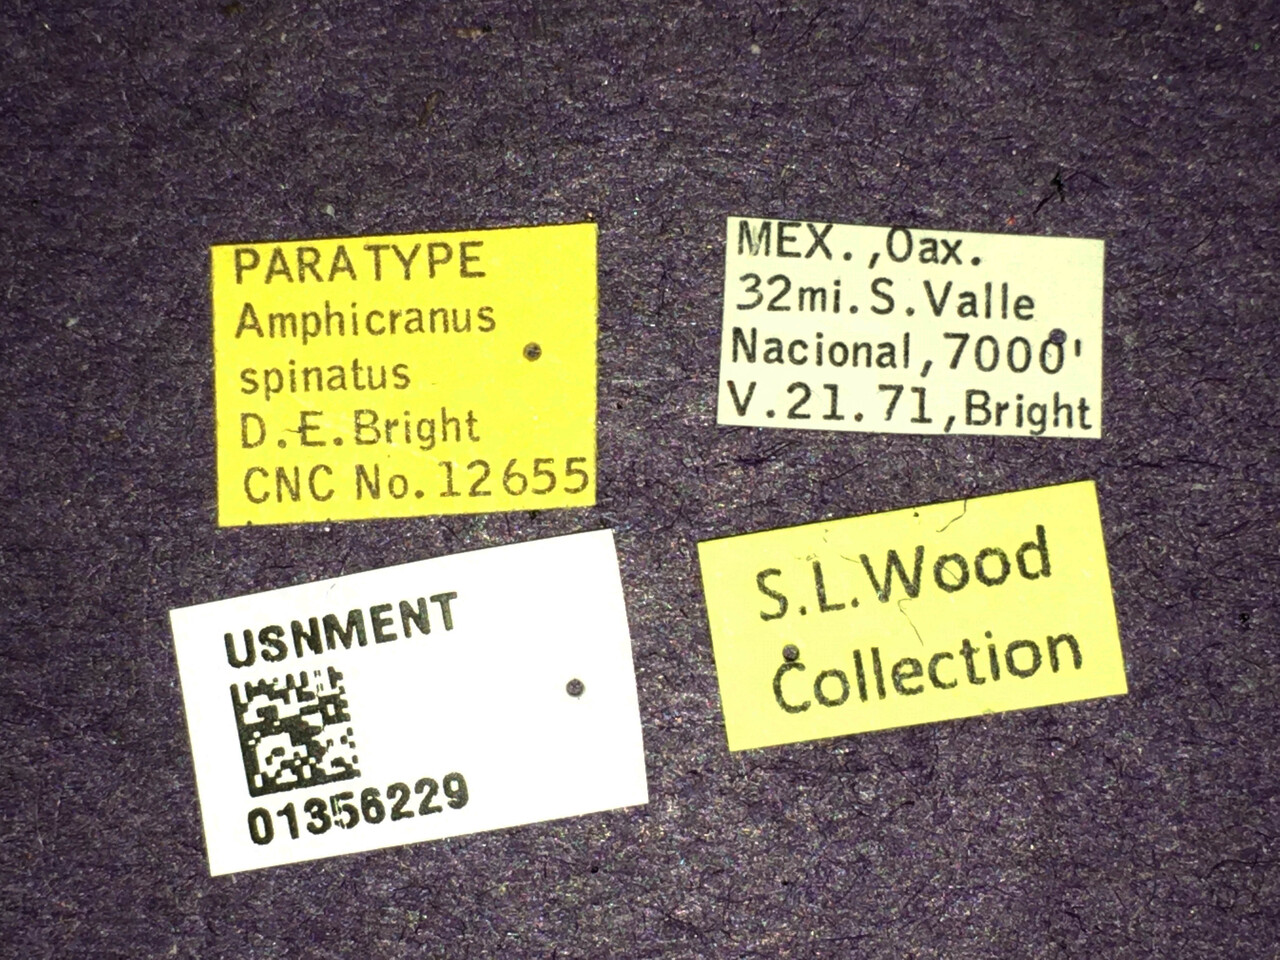 PARATYPE
Amphicranus
spinatus
D.E.Bright
CNC No.12655
MEX.,Oax.
32mi.S.Valle
Nacional,7000'
V.21.71,Bright
USNMENT
01356229
S.L.Wood
Collection